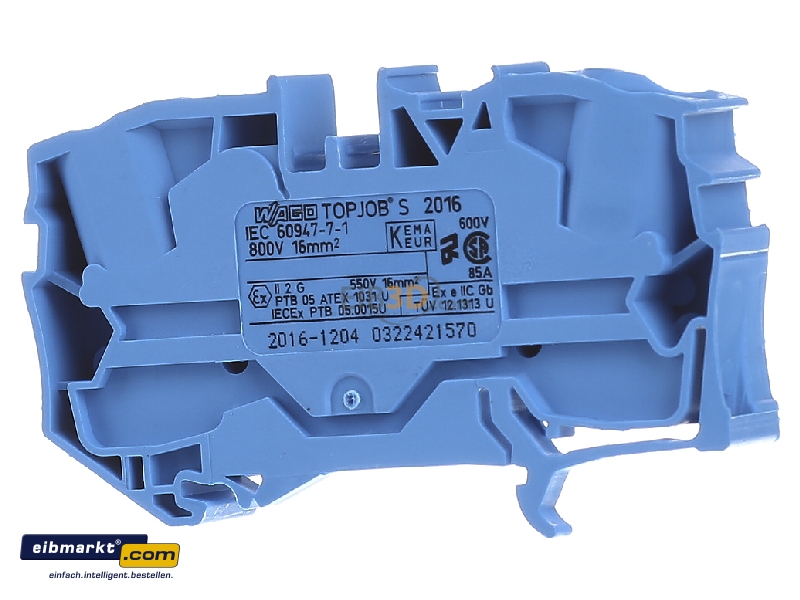 WAGO TOPJOB® S 2016
IEC 60947-7-1
800V 16mm²
KEMA
KEUR
600V
SA
85A
Ex
II 2 G
550V 16mm²
PTB 05 ATEX 1031 U
Ex e IIC Gb
IECEx PTB 05.0015U
TÜV 12.1313 U
2016-1204 0322421570
eibmarkt.com
einfach.intelligent.bestellen.